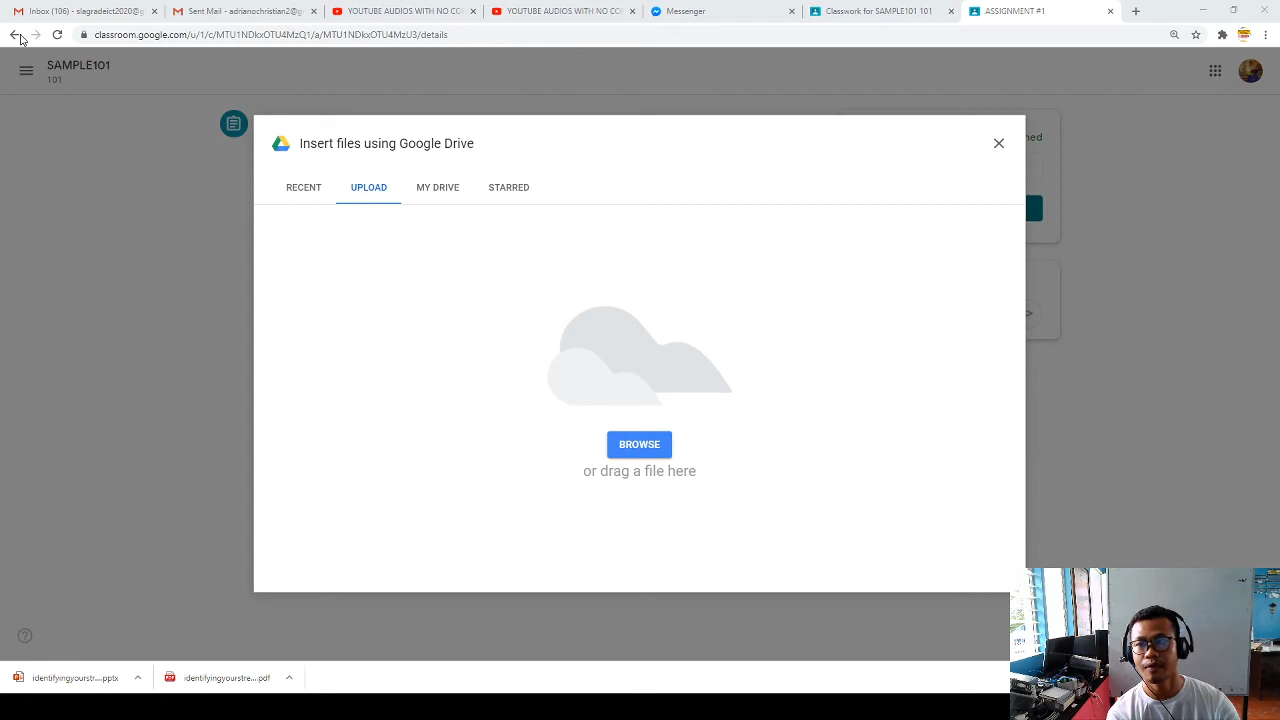 Inbox (106) - slagradeict2020@g
Sent Mail - adrianochristian2@g
YOUTUBE AUDIOS WITH NO CO
YOUTUBE AUDIOS WITH NO CO
Messenger
Classwork for SAMPLE101 101
ASSIGNMENT #1
classroom.google.com/u/1/c/MTU1NDkxOTU4MzQ1/a/MTU1NDkxOTU4MzU3/details
SAMPLE101
101
Insert files using Google Drive
ned
RECENT UPLOAD MY DRIVE STARRED
BROWSE
or drag a file here
identifyingyourstr....pptx
identifyingyourstre....pdf